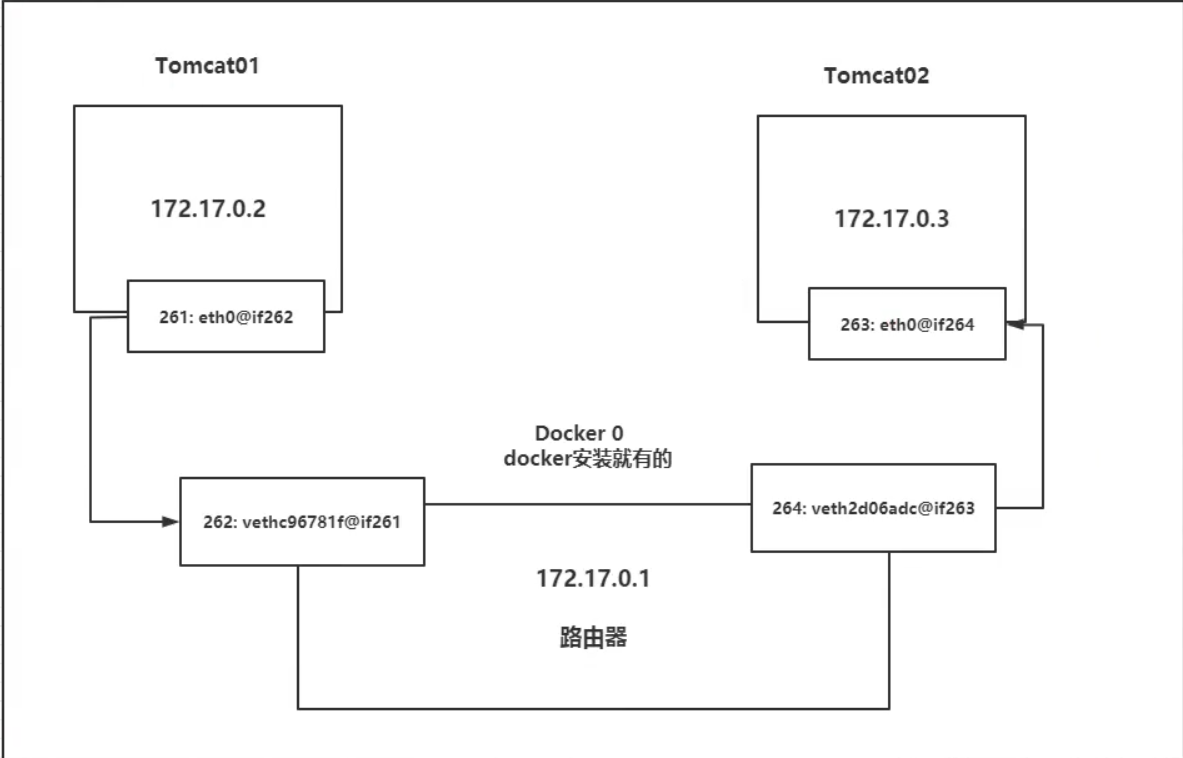 Tomcat01
Tomcat02
172.17.0.2
172.17.0.3
261: eth0@if262
263: eth0@if264
Docker 0
docker安装就有的
262: vethc96781f@if261
264: veth2d06adc@if263
172.17.0.1
路由器